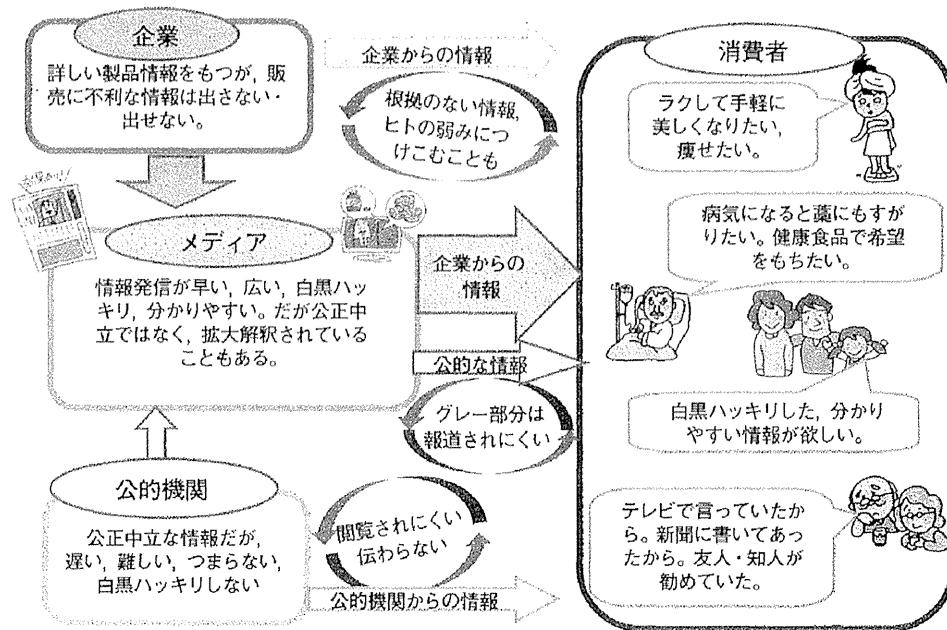 企業
詳しい製品情報をもつが, 販
売に不利な情報は出さない・
出せない。
企業からの情報
根拠のない情報,
ヒトの弱みにつ
けこむことも
消費者
ラクして手軽に
美しくなりたい,
痩せたい。
メディア
情報発信が早い, 広い, 白黒ハッ
キリ, 分かりやすい。だが公正中
立ではなく, 拡大解釈されている
こともある。
企業からの
情報
公的な情報
病気になると藁にもすが
りたい。健康食品で希望
をもちたい。
グレー部分は
報道されにくい
白黒ハッキリした, 分かり
やすい情報が欲しい。
公的機関
公正中立な情報だが,
遅い, 難しい, つまらない,
白黒ハッキリしない
閲覧されにくい
伝わらない
公的機関からの情報
テレビで言っていたか
ら。新聞に書いてあっ
たから。友人・知人が
勧めていた。